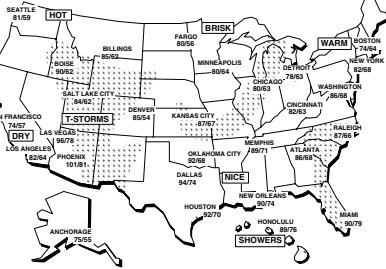 SEATTLE
81/59
HOT
BRISK
FARGO
80/56
WARM
BOSTON
74/64
BILLINGS
85/63
BOISE
90/62
MINNEAPOLIS
80/64
NEW YORK
82/68
DETROIT
78/63
CHICAGO
80/63
SALT LAKE CITY
84/62
WASHINGTON
86/68
DENVER
85/54
CINCINNATI
82/63
N FRANCISCO
74/57
T-STORMS
KANSAS CITY
87/67
RALEIGH
87/66
DRY
LAS VEGAS
96/78
MEMPHIS
89/71
ATLANTA
86/68
LOS ANGELES
82/64
PHOENIX
101/81
OKLAHOMA CITY
92/68
DALLAS
94/74
NICE
NEW ORLEANS
90/74
HOUSTON
92/70
MIAMI
90/79
HONOLULU
89/76
ANCHORAGE
75/55
SHOWERS